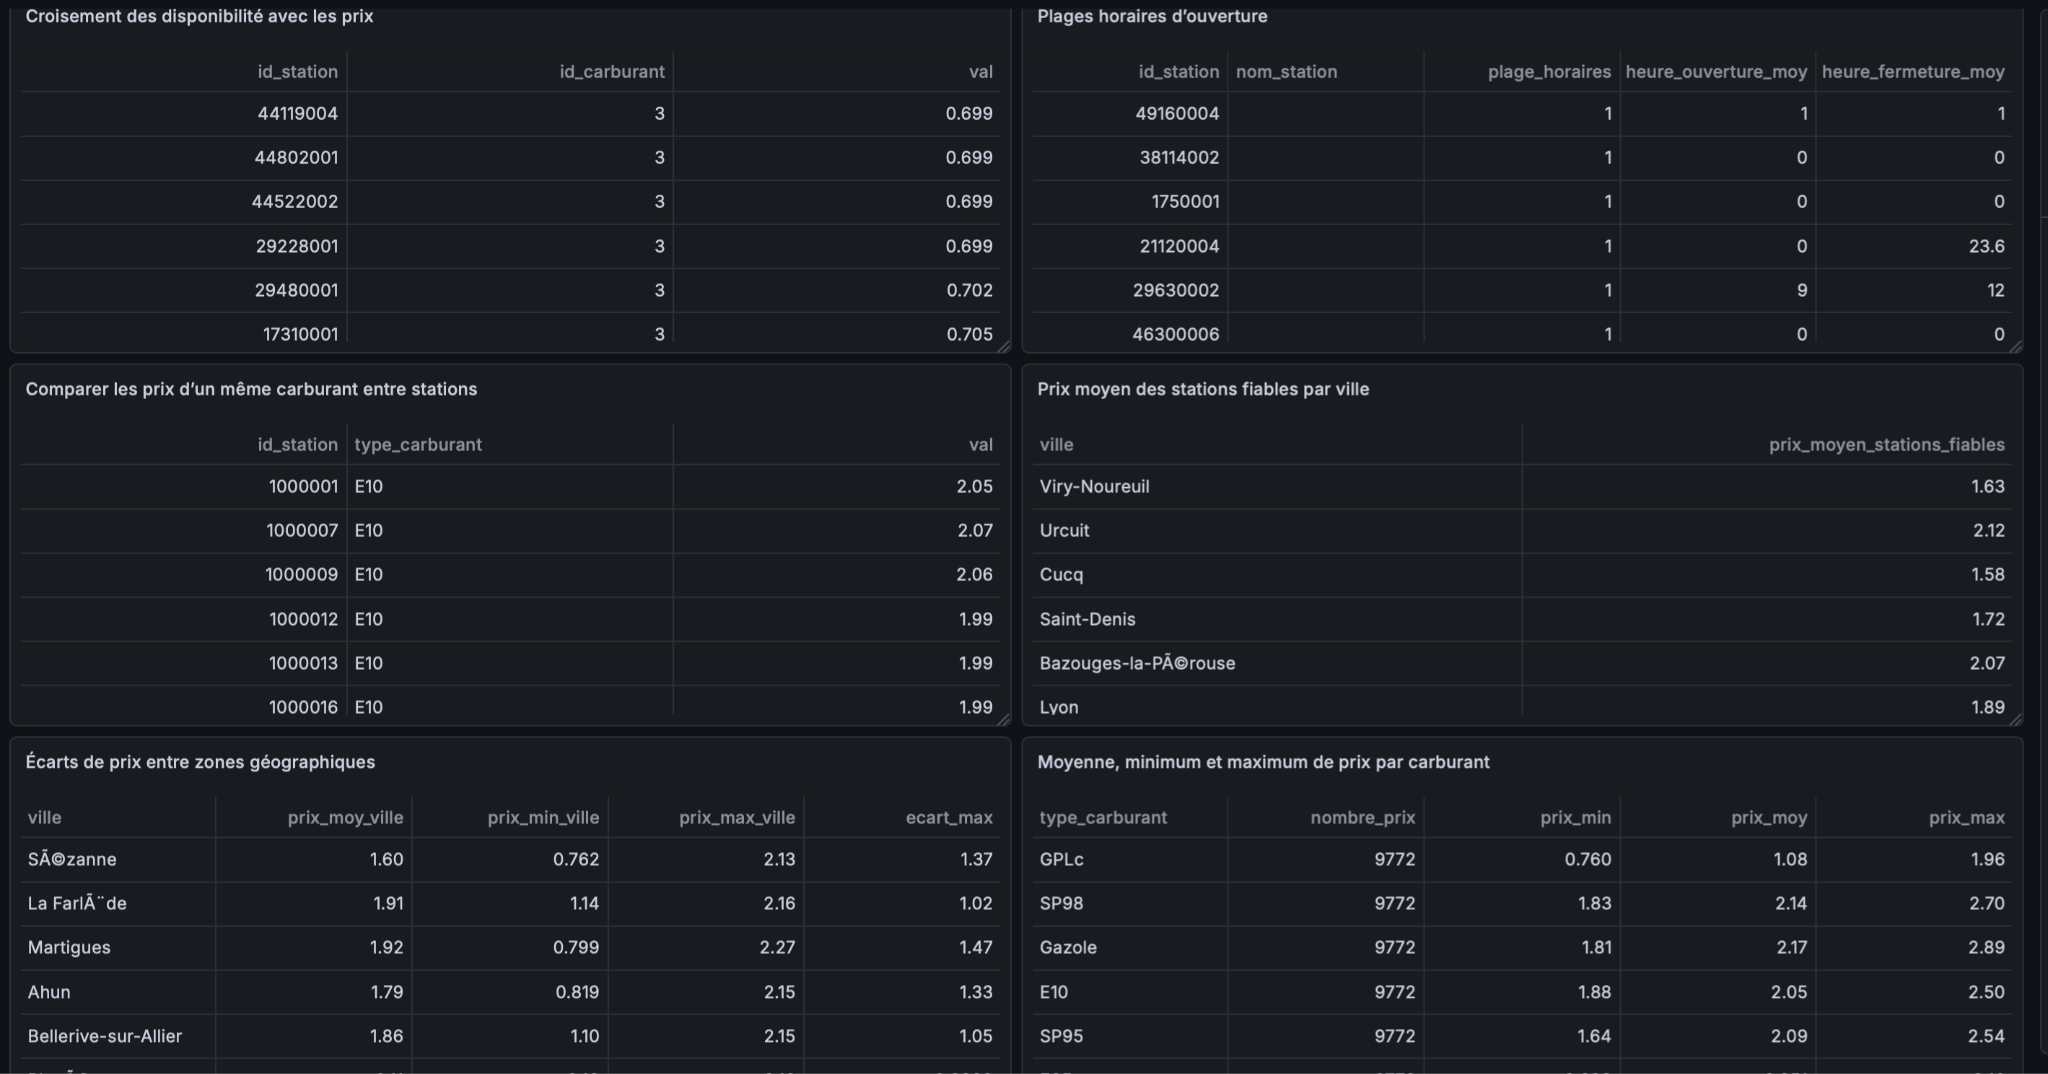 Croisement des disponibilité avec les prix
id_station id_carburant val
44119004 3 0.699
44802001 3 0.699
44522002 3 0.699
29228001 3 0.699
29480001 3 0.702
17310001 3 0.705
Plages horaires d’ouverture
id_station nom_station plage_horaires heure_ouverture_moy heure_fermeture_moy
49160004 1 1 1
38114002 1 0 0
1750001 1 0 0
21120004 1 0 23.6
29630002 1 9 12
46300006 1 0 0
Comparer les prix d’un même carburant entre stations
id_station type_carburant val
1000001 E10 2.05
1000007 E10 2.07
1000009 E10 2.06
1000012 E10 1.99
1000013 E10 1.99
1000016 E10 1.99
Prix moyen des stations fiables par ville
ville prix_moyen_stations_fiables
Viry-Noureuil 1.63
Urcuit 2.12
Cucq 1.58
Saint-Denis 1.72
Bazouges-la-PÃ©rouse 2.07
Lyon 1.89
Écarts de prix entre zones géographiques
ville prix_moy_ville prix_min_ville prix_max_ville ecart_max
SÃ©zanne 1.60 0.762 2.13 1.37
La FarlÃ¨de 1.91 1.14 2.16 1.02
Martigues 1.92 0.799 2.27 1.47
Ahun 1.79 0.819 2.15 1.33
Bellerive-sur-Allier 1.86 1.10 2.15 1.05
Moyenne, minimum et maximum de prix par carburant
type_carburant nombre_prix prix_min prix_moy prix_max
GPLc 9772 0.760 1.08 1.96
SP98 9772 1.83 2.14 2.70
Gazole 9772 1.81 2.17 2.89
E10 9772 1.88 2.05 2.50
SP95 9772 1.64 2.09 2.54